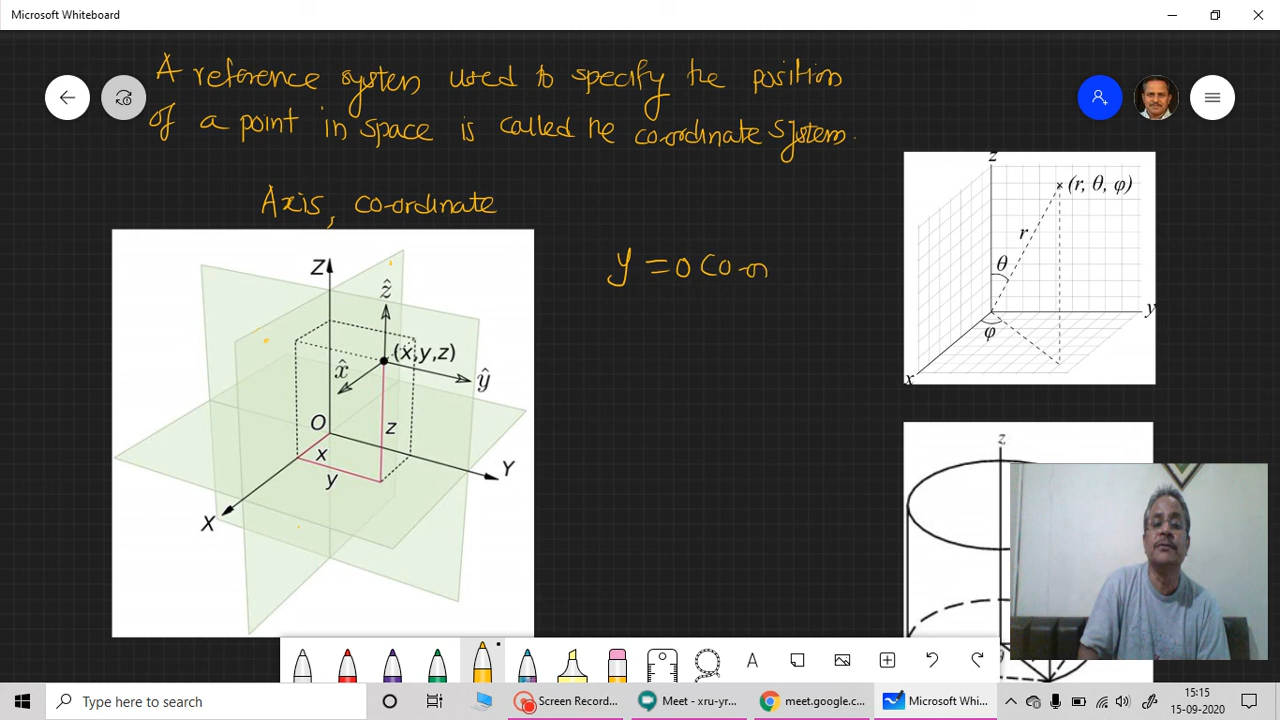 Microsoft Whiteboard
A reference system used to specify the position
of a point in space is called the co-ordinate system.
Axis, co-ordinate
y = 0 co-o
Z
ẑ
(x,y,z)
x̂
ŷ
O
z
x
y
Y
X
z
(r, θ, φ)
r
θ
y
φ
x
z
A
Type here to search
Screen Record...
Meet - xru-yr...
meet.google.c...
Microsoft Whi...
15:15
15-09-2020